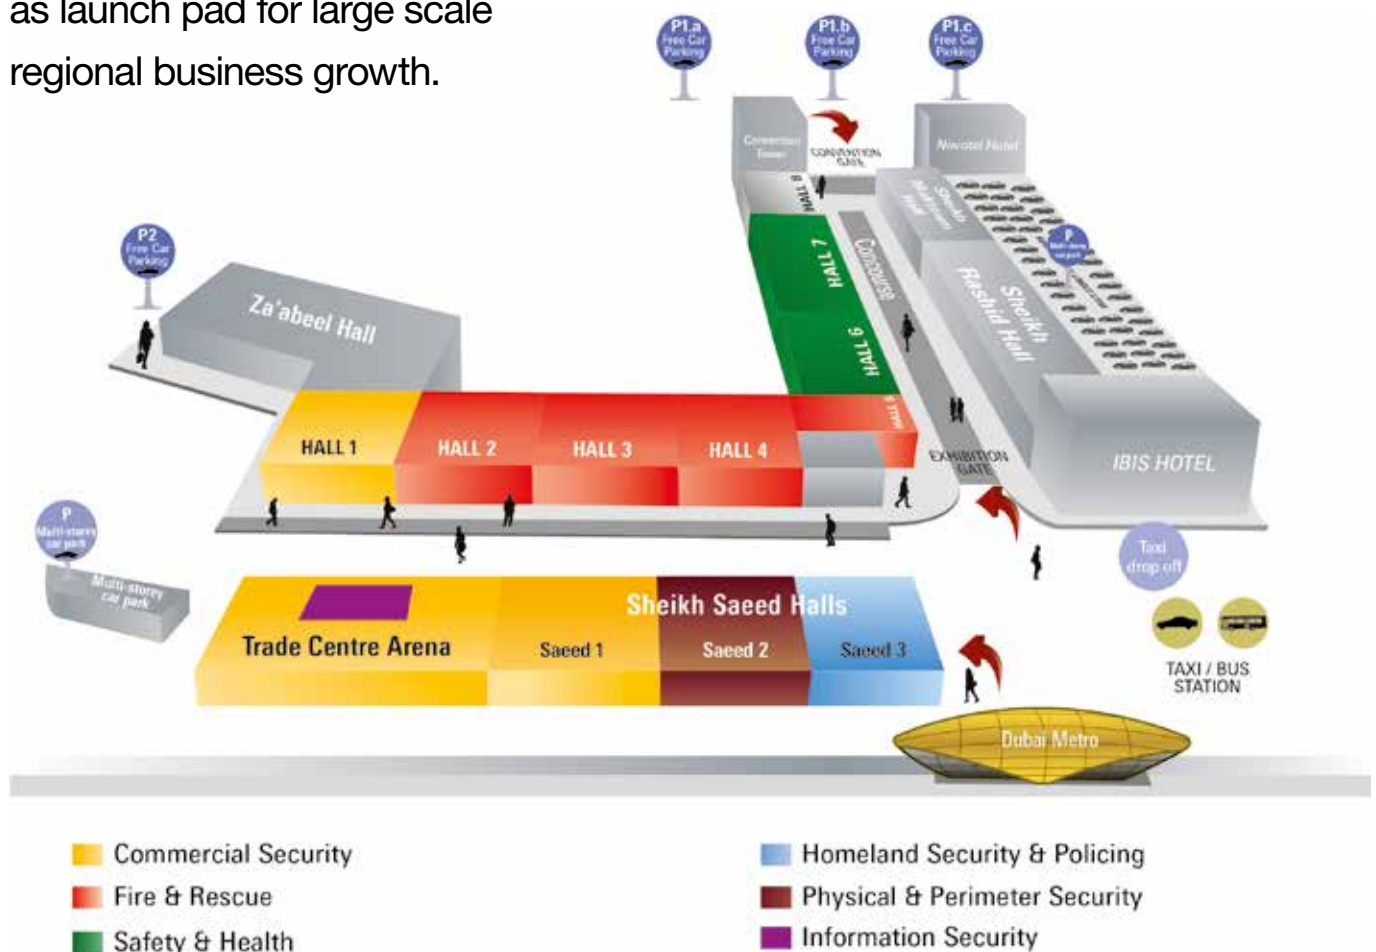 as launch pad for large scale
regional business growth.
P1.a
Free Car
Parking
P1.b
Free Car
Parking
P1.c
Free Car
Parking
Convention
Tower
CONVENTION
GATE
Novotel Hotel
HALL 8
Sheikh
Maktoum
Hall
P2
Free Car
Parking
Za'abeel Hall
HALL 7
Concourse
P
Multi-storey
car park
Sheikh
Rashid Hall
HALL 6
HALL 5
HALL 1
HALL 2
HALL 3
HALL 4
EXHIBITION
GATE
IBIS HOTEL
P
Multi-storey
car park
Multi-storey
car park
Taxi
drop off
Sheikh Saeed Halls
Trade Centre Arena
Saeed 1
Saeed 2
Saeed 3
TAXI / BUS
STATION
Dubai Metro
Commercial Security
Fire & Rescue
Safety & Health
Homeland Security & Policing
Physical & Perimeter Security
Information Security